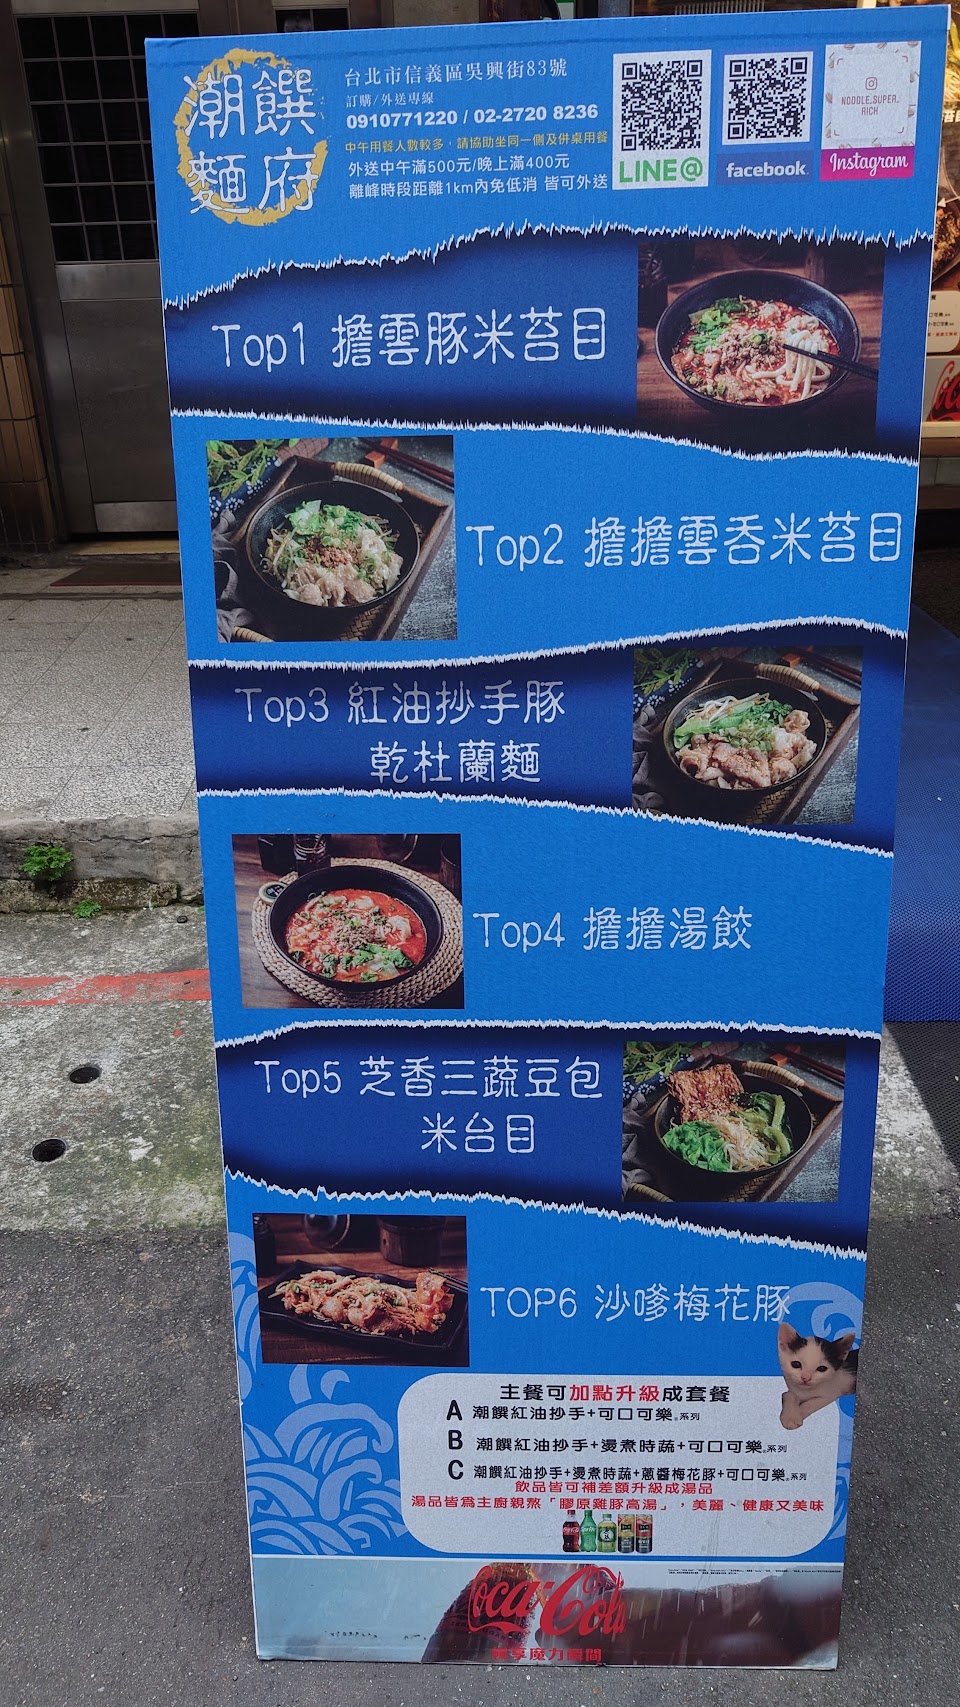 潮饌
麵府
台北市信義區吳興街83號
訂購/外送專線
0910771220 / 02-2720 8236
中午用餐人數較多,請協助坐同一側及併桌用餐
外送中午滿500元/晚上滿400元
離峰時段距離1km內免低消 皆可外送
LINE@
facebook.
NOODLE_SUPER_
RICH
Instagram
Top1 擔雲豚米苔目
Top2 擔擔雲呑米苔目
Top3 紅油抄手豚
乾杜蘭麵
Top4 擔擔湯餃
Top5 芝香三蔬豆包
米台目
TOP6 沙嗲梅花豚
主餐可加點升級成套餐
A 潮饌紅油抄手+可口可樂®系列
B 潮饌紅油抄手+燙煮時蔬+可口可樂®系列
C 潮饌紅油抄手+燙煮時蔬+蔥醬梅花豚+可口可樂®系列
飲品皆可補差額升級成湯品
湯品皆為主廚親熬「膠原雞豚高湯」,美麗、健康又美味
Coca-Cola
魔力瞬間